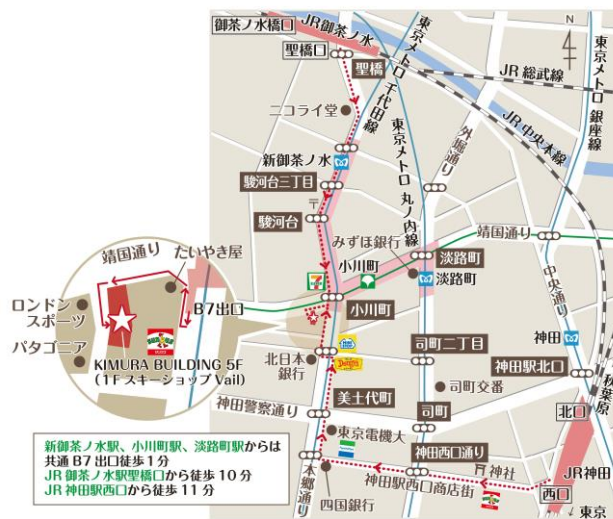 御茶ノ水橋口
JR御茶ノ水
聖橋口
聖橋
N
東京メトロ 千代田線
東京メトロ 丸ノ内線
東京メトロ 銀座線
JR 総武線
JR 中央本線
外堀通り
ニコライ堂
新御茶ノ水
駿河台三丁目
駿河台
みずほ銀行
靖国通り
淡路町
淡路町
小川町
小川町
中央通り
神田
神田駅北口
秋葉原
北口
JR神田
西口
東京
司町二丁目
司町交番
司町
北日本
銀行
美土代町
神田警察通り
東京電機大
神田西口通り
神社
神田駅西口商店街
本郷通り
四国銀行
靖国通り
たいやき屋
B7出口
ロンドン
スポーツ
パタゴニア
KIMURA BUILDING 5F
(1FスキーショップVail)
新御茶ノ水駅、小川町駅、淡路町駅からは
共通 B7 出口徒歩1分
JR 御茶ノ水駅聖橋口から徒歩 10 分
JR 神田駅西口から徒歩 11 分